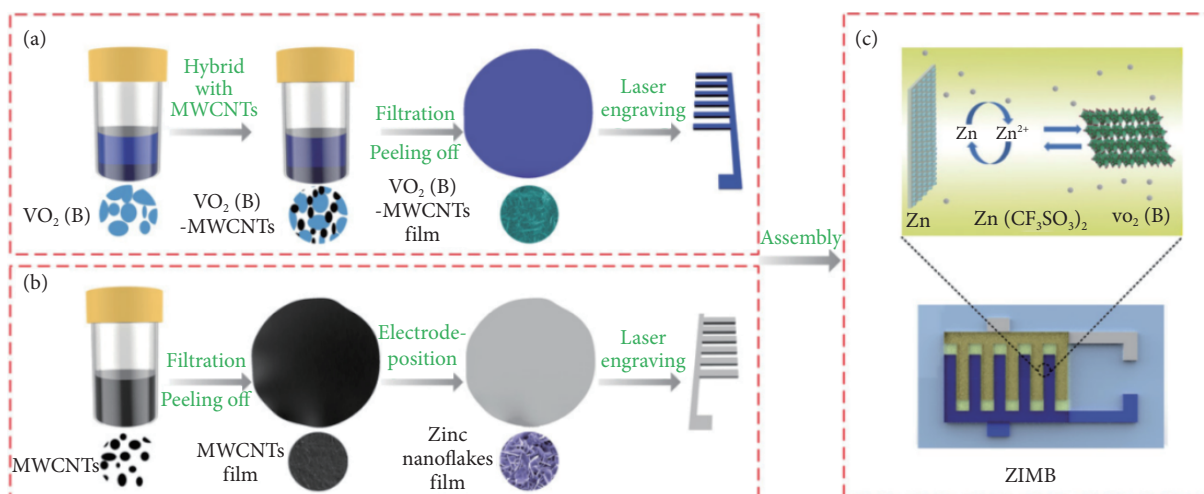 (a)
Hybrid
with
MWCNTs
Filtration
Peeling off
Laser
engraving
VO₂ (B)
VO₂ (B)
-MWCNTs
VO₂ (B)
-MWCNTs
film
(b)
Filtration
Peeling off
Electrode-
position
Laser
engraving
MWCNTs
MWCNTs
film
Zinc
nanoflakes
film
Assembly
(c)
Zn
Zn²⁺
Zn
Zn (CF₃SO₃)₂
vo₂ (B)
ZIMB